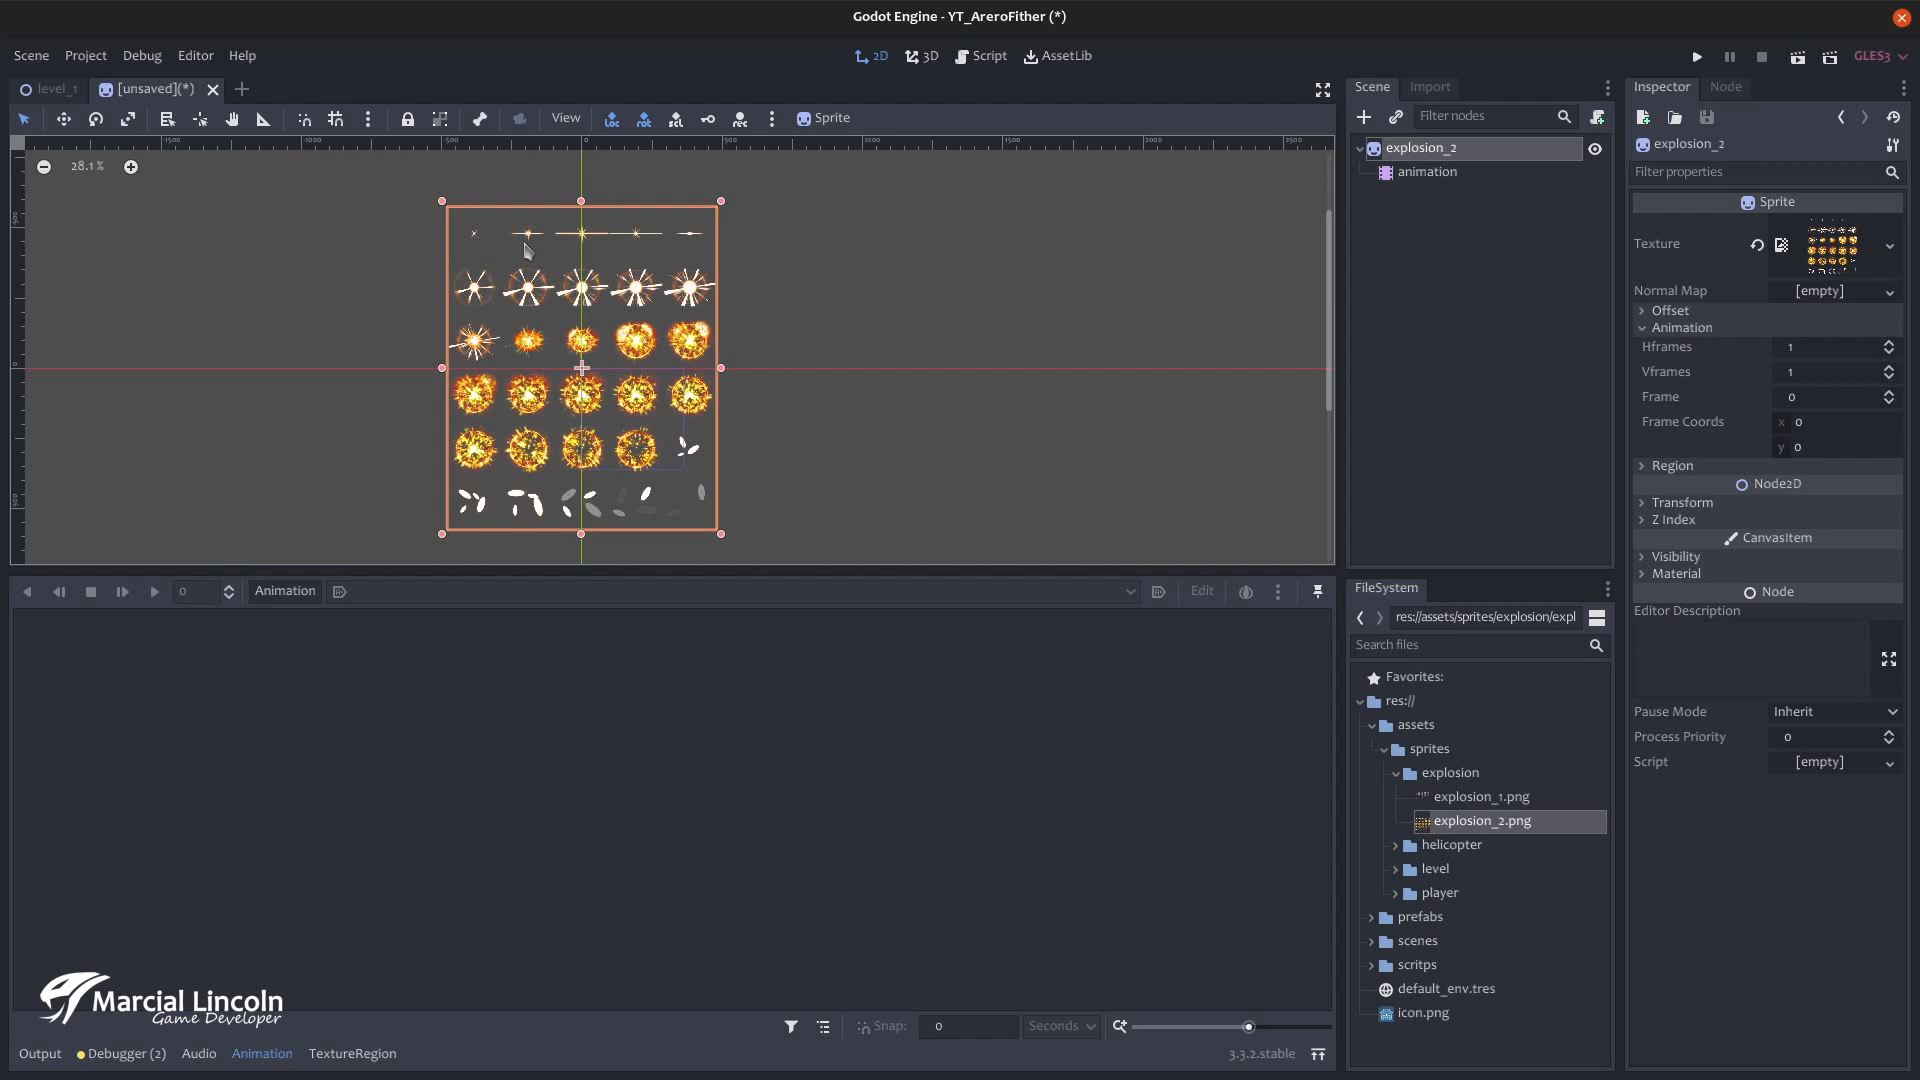 Godot Engine - YT_AreroFither (*)
Scene Project Debug Editor Help
2D 3D Script AssetLib
GLES3
level_1 [unsaved](*)
View Sprite
28.1 %
Scene Import
Filter nodes
explosion_2
animation
Inspector Node
explosion_2
Filter properties
Sprite
Texture
Normal Map [empty]
Offset
Animation
Hframes 1
Vframes 1
Frame 0
Frame Coords x 0
y 0
Region
Node2D
Transform
Z Index
CanvasItem
Visibility
Material
Node
Editor Description
Pause Mode Inherit
Process Priority 0
Script [empty]
0 Animation Edit
FileSystem
res://assets/sprites/explosion/expl
Search files
Favorites:
res://
assets
sprites
explosion
explosion_1.png
explosion_2.png
helicopter
level
player
prefabs
scenes
scritps
default_env.tres
icon.png
Marcial Lincoln
Game Developer
Snap: 0 Seconds
Output Debugger (2) Audio Animation TextureRegion
3.3.2.stable